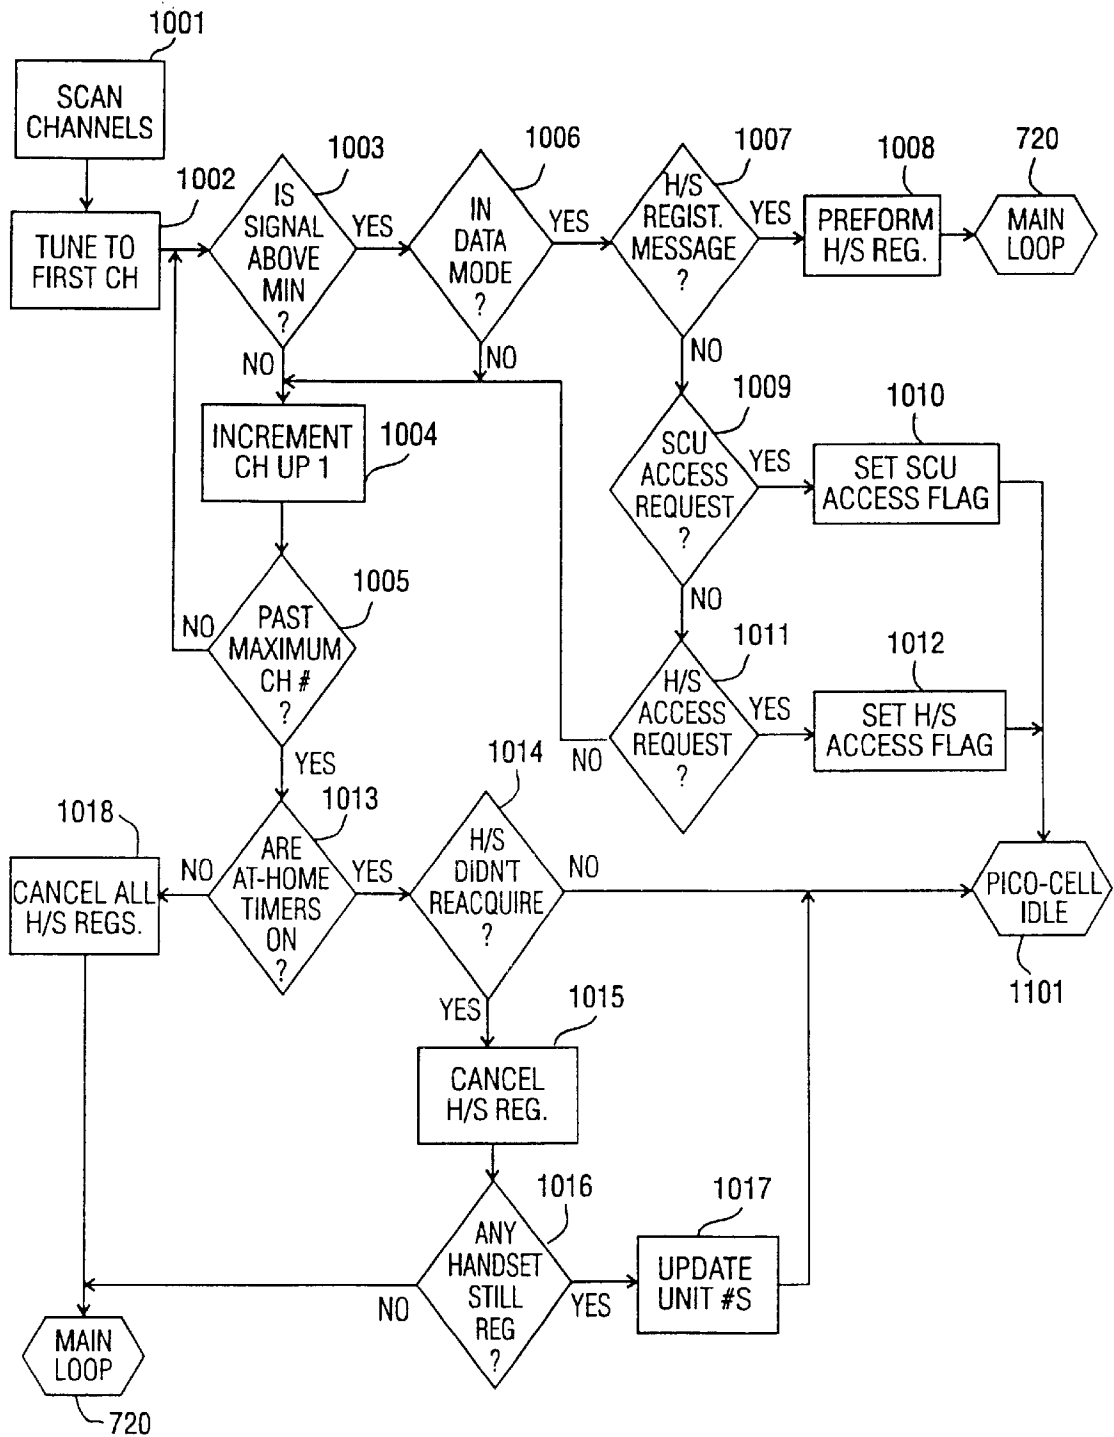 1001
SCAN
CHANNELS
1002
TUNE TO
FIRST CH
1003
IS
SIGNAL
ABOVE
MIN
?
YES
NO
1006
IN
DATA
MODE
?
YES
NO
1007
H/S
REGIST.
MESSAGE
?
YES
NO
1008
PREFORM
H/S REG.
720
MAIN
LOOP
INCREMENT
CH UP 1
1004
1009
SCU
ACCESS
REQUEST
?
YES
NO
1010
SET SCU
ACCESS FLAG
1005
PAST
MAXIMUM
CH #
?
NO
YES
1011
H/S
ACCESS
REQUEST
?
YES
NO
1012
SET H/S
ACCESS FLAG
1018
CANCEL ALL
H/S REGS.
1013
ARE
AT-HOME
TIMERS
ON
?
NO
YES
1014
H/S
DIDN'T
REACQUIRE
?
NO
YES
PICO-CELL
IDLE
1101
1015
CANCEL
H/S REG.
1016
ANY
HANDSET
STILL
REG
?
NO
YES
1017
UPDATE
UNIT #S
MAIN
LOOP
720